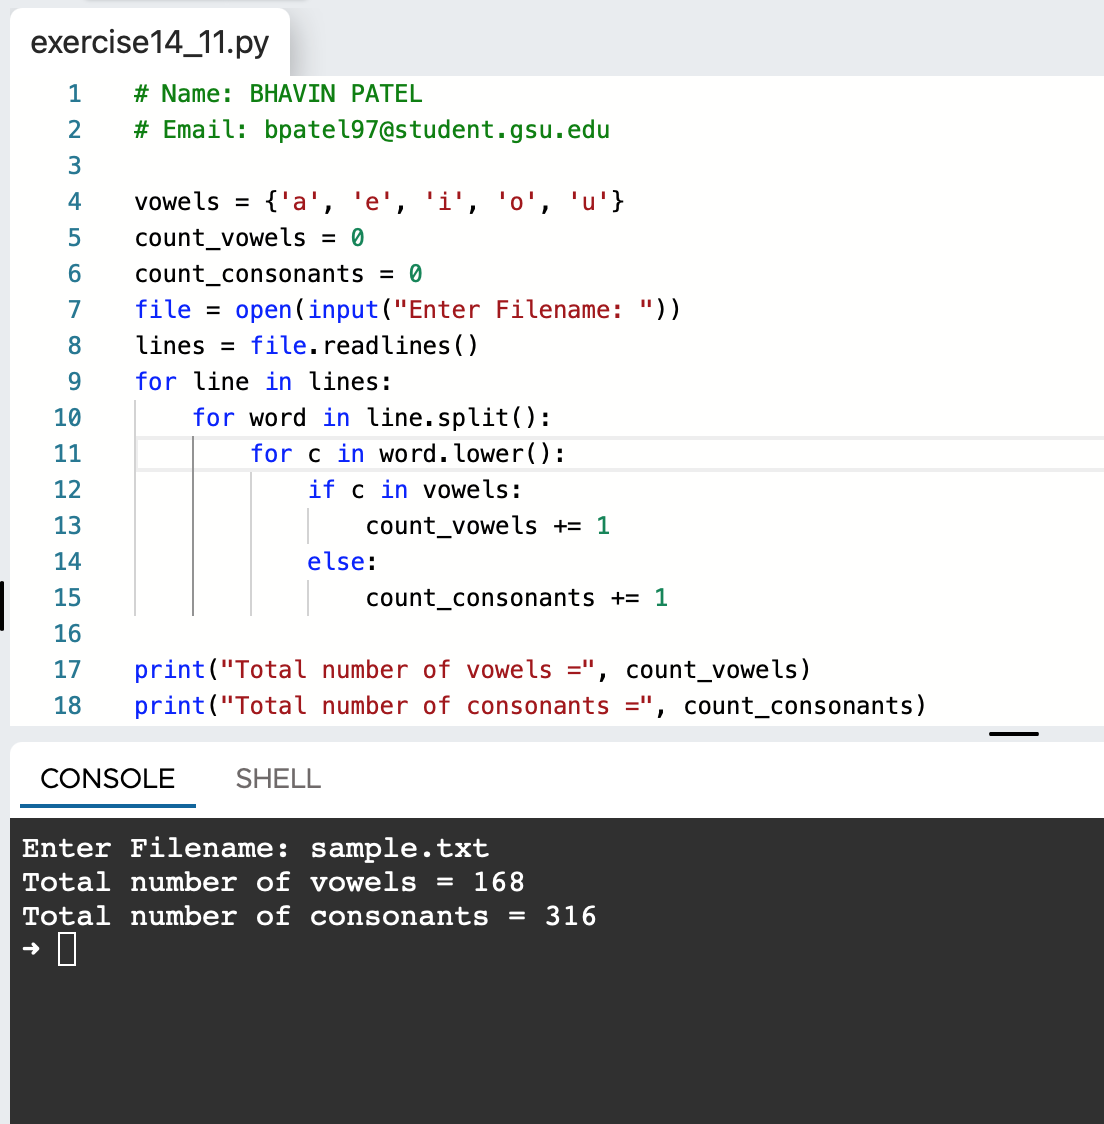 exercise14_11.py
1 # Name: BHAVIN PATEL
2 # Email: bpatel97@student.gsu.edu
3
4 vowels = {'a', 'e', 'i', 'o', 'u'}
5 count_vowels = 0
6 count_consonants = 0
7 file = open(input("Enter Filename: "))
8 lines = file.readlines()
9 for line in lines:
10     for word in line.split():
11         for c in word.lower():
12             if c in vowels:
13                 count_vowels += 1
14             else:
15                 count_consonants += 1
16
17 print("Total number of vowels =", count_vowels)
18 print("Total number of consonants =", count_consonants)
CONSOLE SHELL
Enter Filename: sample.txt
Total number of vowels = 168
Total number of consonants = 316
➜